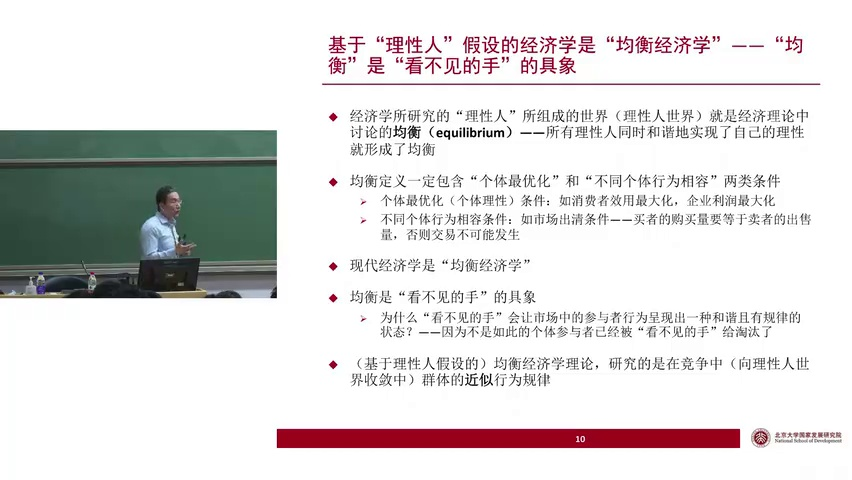 基于“理性人”假设的经济学是“均衡经济学”——“均
衡”是“看不见的手”的具象
经济学所研究的“理性人”所组成的世界（理性人世界）就是经济理论中
讨论的均衡（equilibrium）——所有理性人同时和谐地实现了自己的理性
就形成了均衡
均衡定义一定包含“个体最优化”和“不同个体行为相容”两类条件
个体最优化（个体理性）条件：如消费者效用最大化，企业利润最大化
不同个体行为相容条件：如市场出清条件——买者的购买量要等于卖者的出售
量，否则交易不可能发生
现代经济学是“均衡经济学”
均衡是“看不见的手”的具象
为什么“看不见的手”会让市场中的参与者行为呈现出一种和谐且有规律的
状态？——因为不是如此的个体参与者已经被“看不见的手”给淘汰了
（基于理性人假设的）均衡经济学理论，研究的是在竞争中（向理性人世
界收敛中）群体的近似行为规律
10
北京大学国家发展研究院
National School of Development